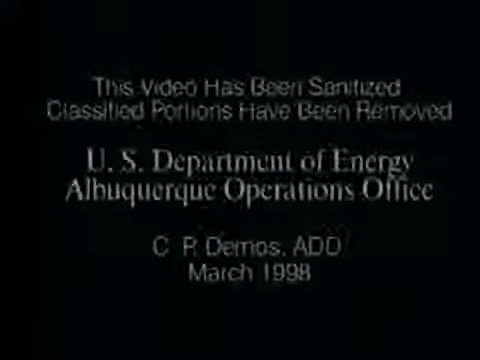 This Video Has Been Sanitized
Classified Portions Have Been Removed
U. S. Department of Energy
Albuquerque Operations Office
C P. Demos, ADD
March 1998